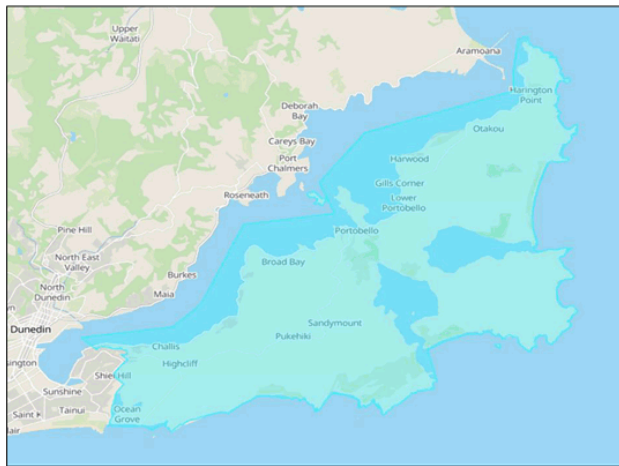 Upper
Waitati
Aramoana
Harington
Point
Deborah
Bay
Otakou
Careys Bay
Port
Chalmers
Harwood
Gills Corner
Roseneath
Lower
Portobello
Pine Hill
Portobello
North East
Valley
Broad Bay
Burkes
North
Dunedin
Maia
Dunedin
Sandymount
Pukehiki
Challis
Highcliff
ington
Shiel Hill
Sunshine
Saint
Tainui
Ocean
Grove
lair